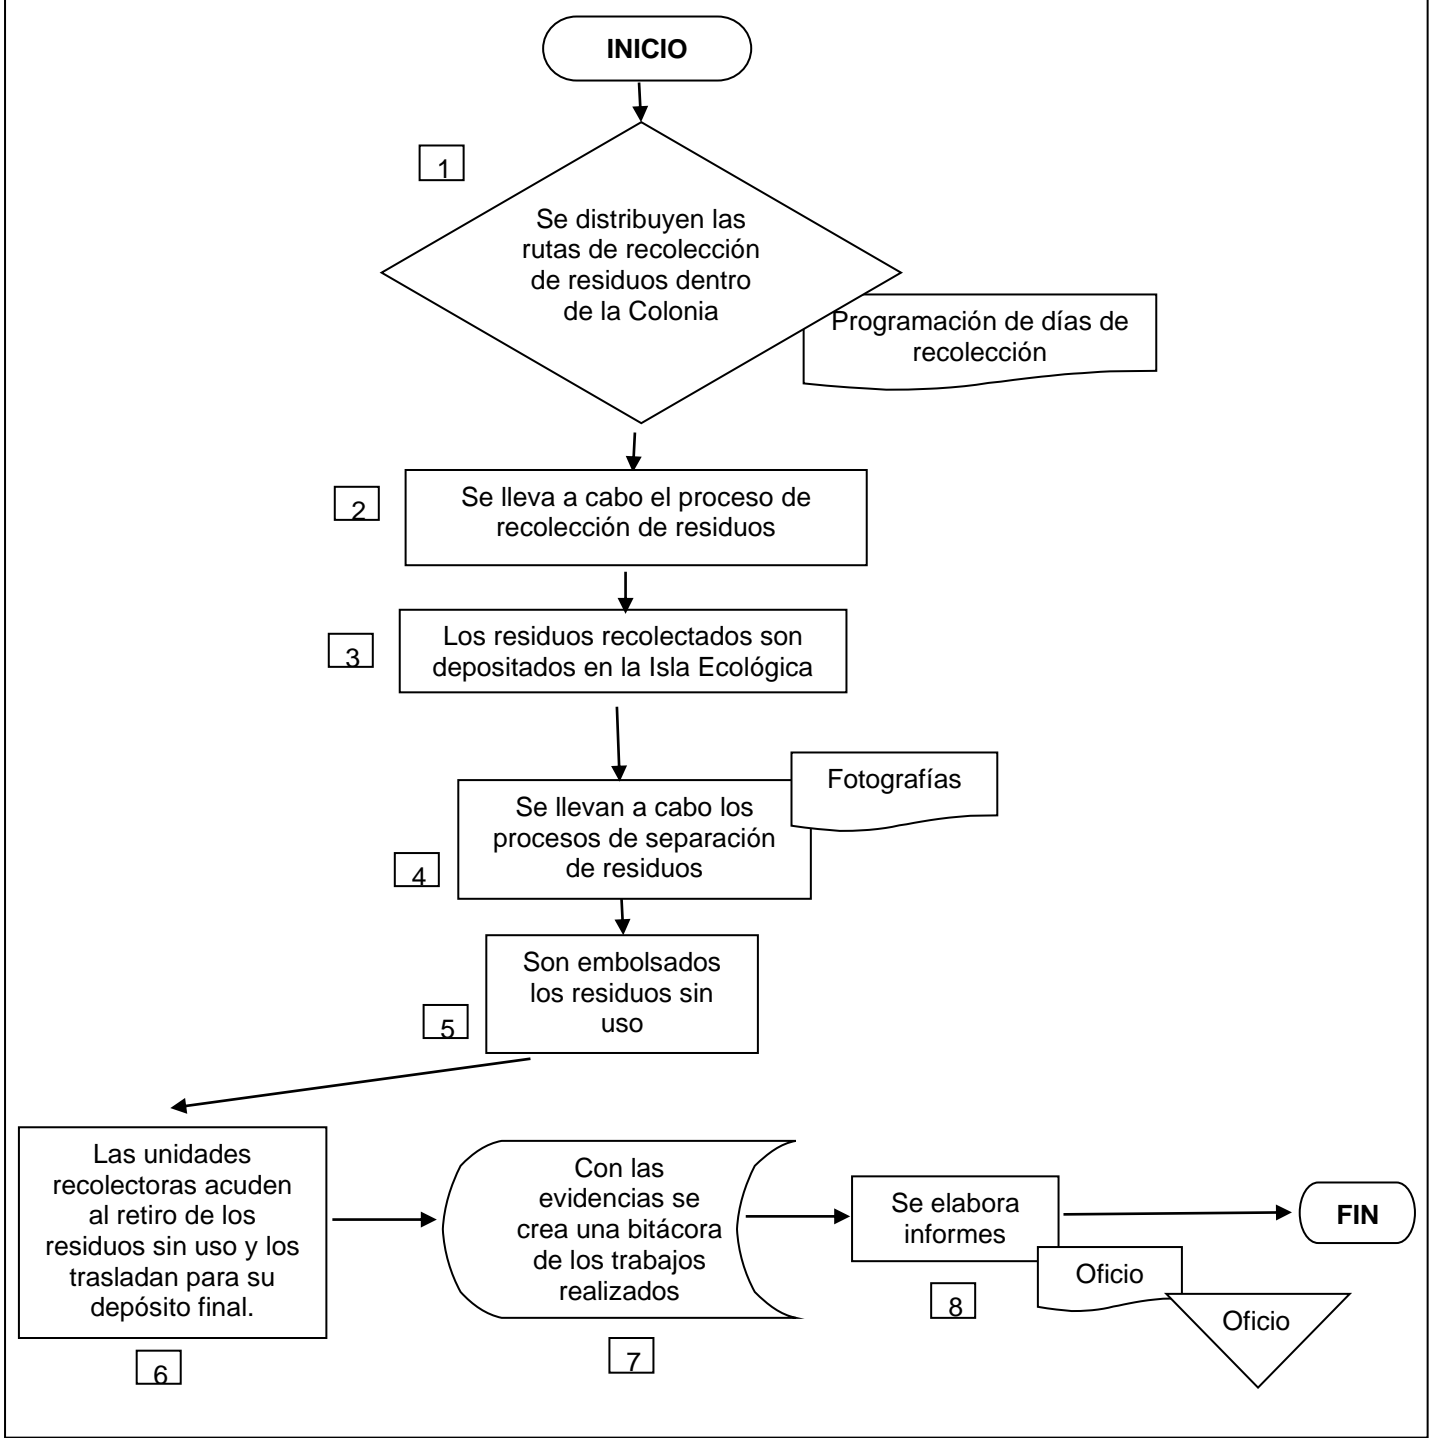 INICIO
1
Se distribuyen las
rutas de recolección
de residuos dentro
de la Colonia
Programación de días de
recolección
2
Se lleva a cabo el proceso de
recolección de residuos
3
Los residuos recolectados son
depositados en la Isla Ecológica
Fotografías
4
Se llevan a cabo los
procesos de separación
de residuos
5
Son embolsados
los residuos sin
uso
Las unidades
recolectoras acuden
al retiro de los
residuos sin uso y los
trasladan para su
depósito final.
6
Con las
evidencias se
crea una bitácora
de los trabajos
realizados
7
Se elabora
informes
8
Oficio
Oficio
FIN